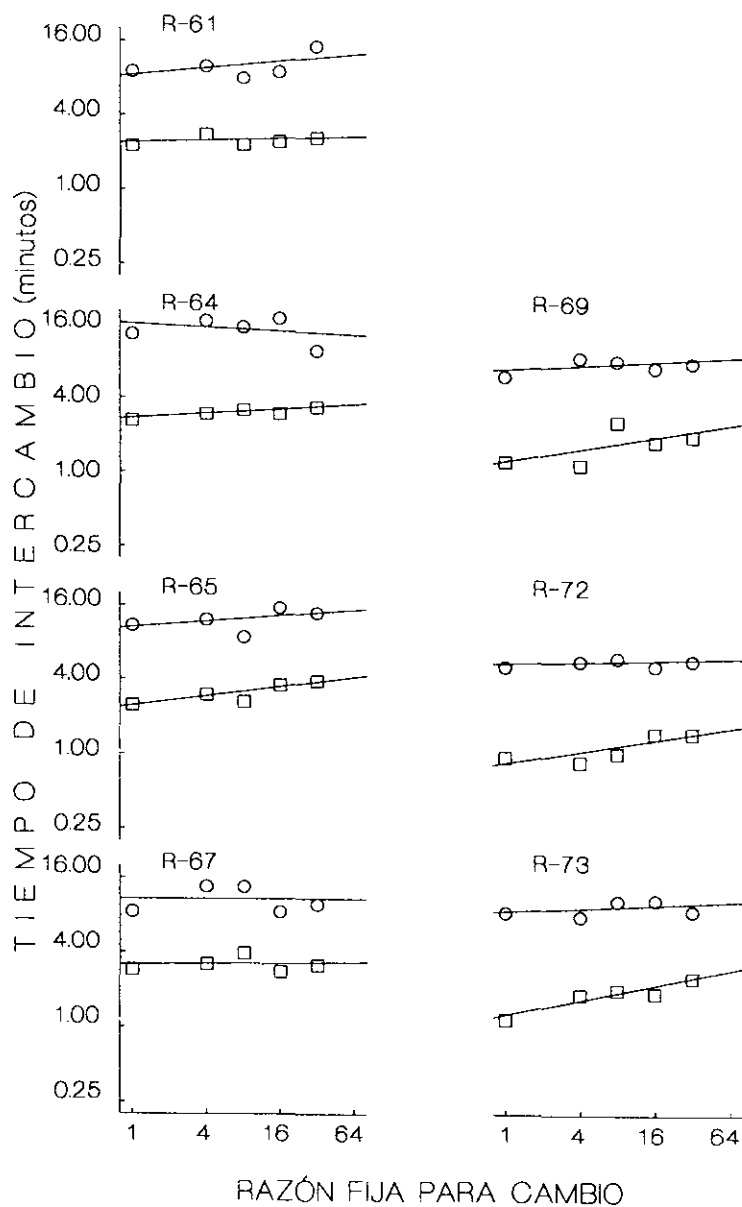 TIEMPO DE INTERCAMBIO (minutos)
R-61
16.00
4.00
1.00
0.25
R-64
16.00
4.00
1.00
0.25
R-69
R-65
16.00
4.00
1.00
0.25
R-72
R-67
16.00
4.00
1.00
0.25
R-73
1 4 16 64
1 4 16 64
RAZÓN FIJA PARA CAMBIO